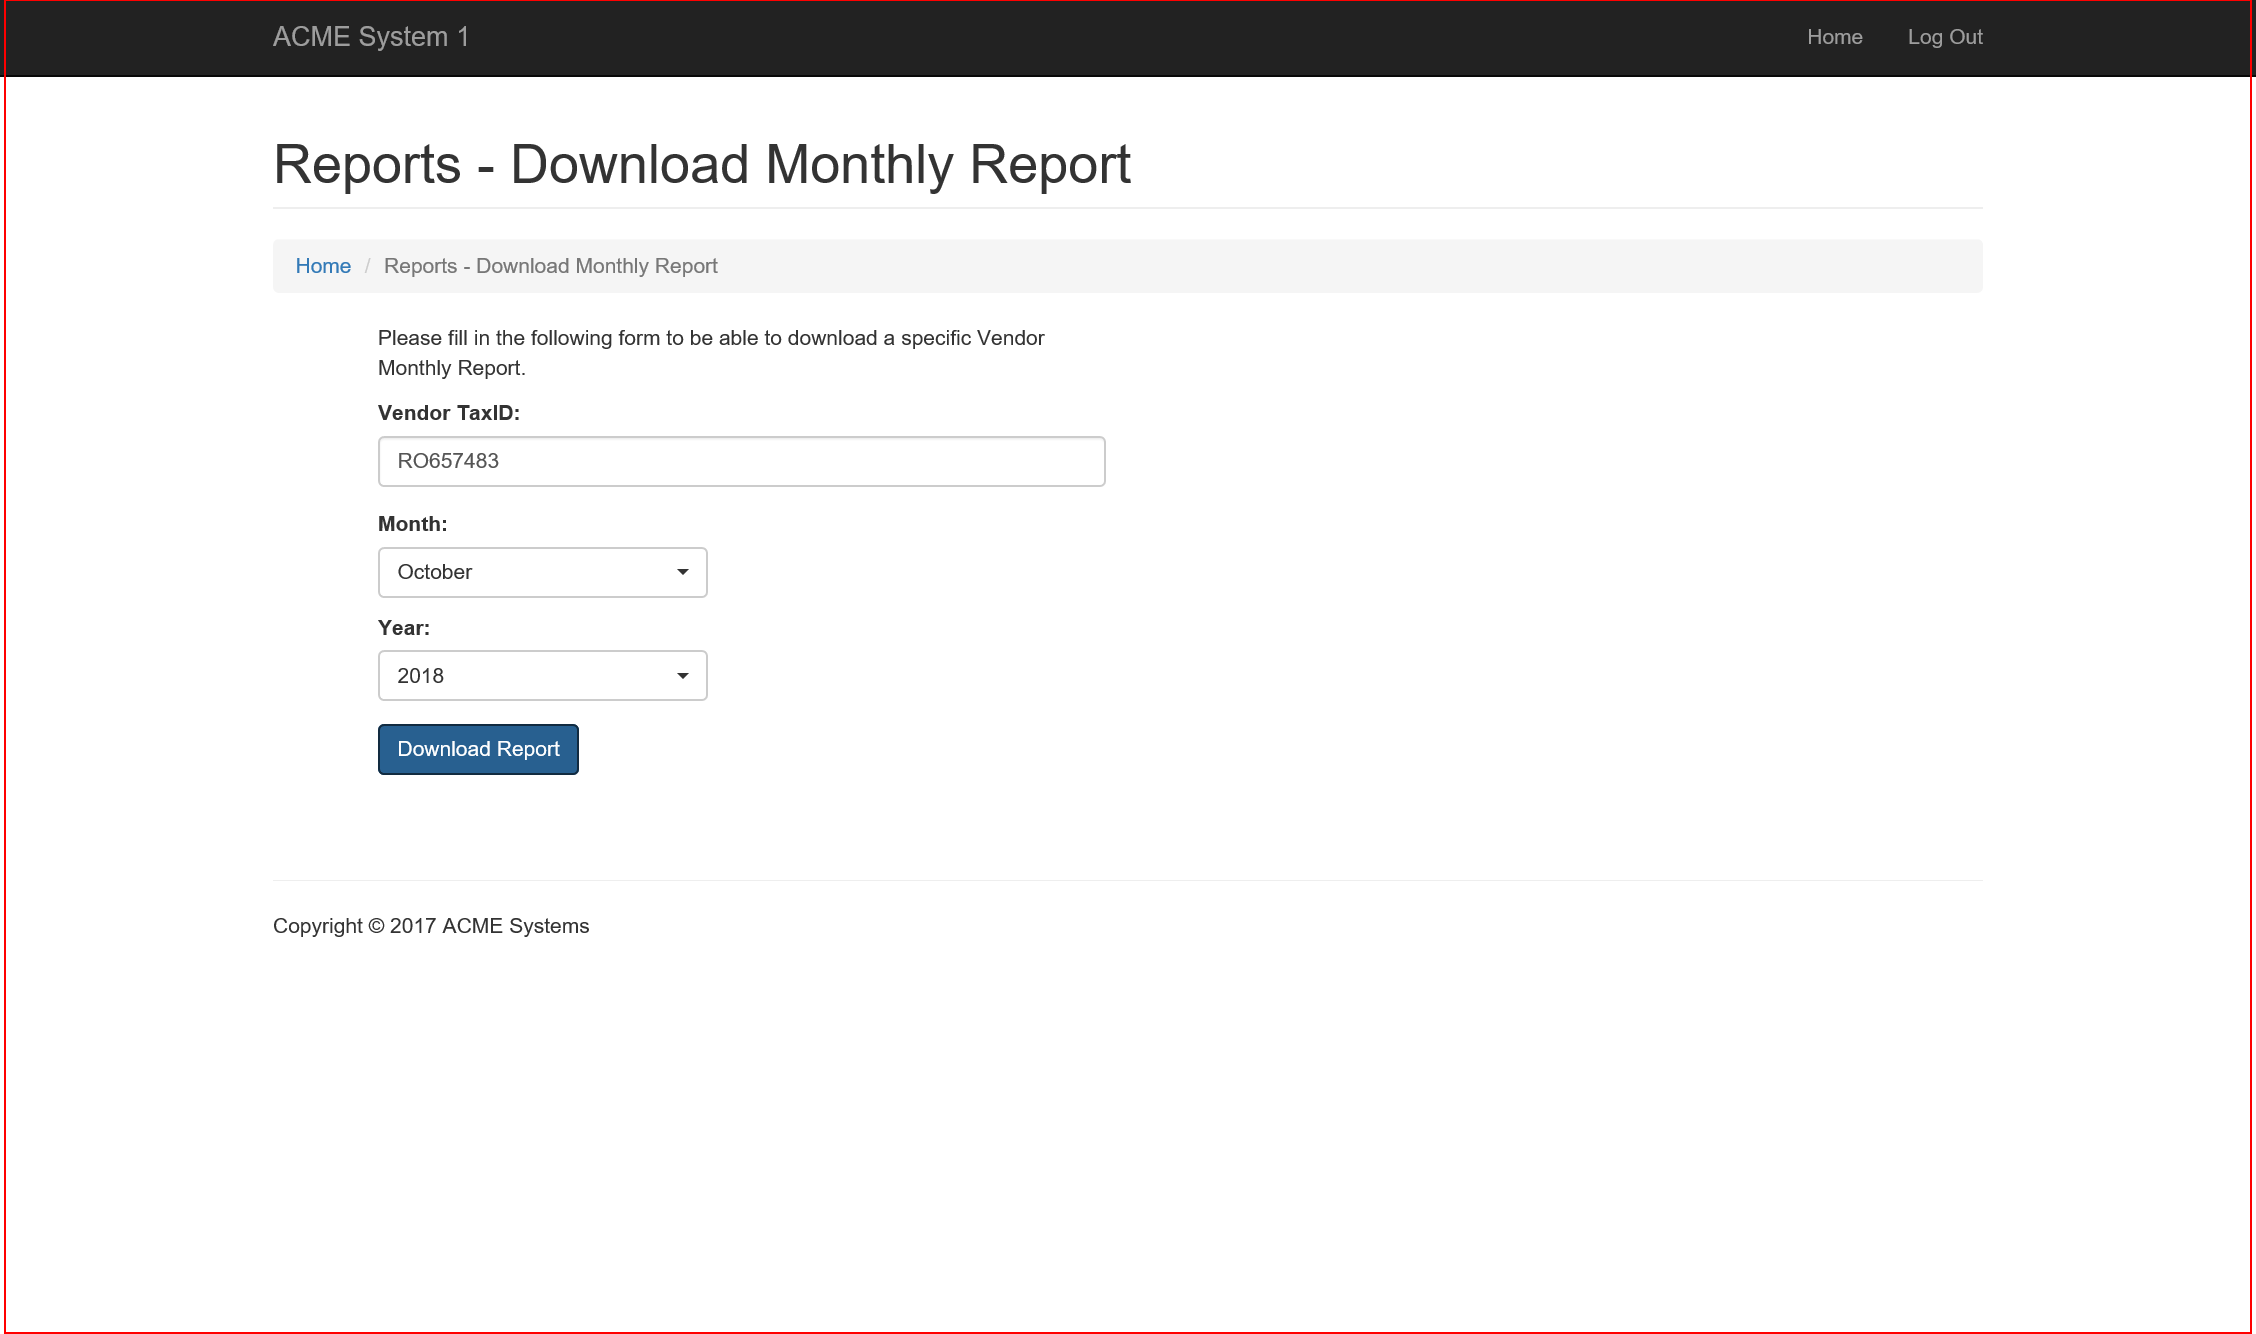 ACME System 1
Home
Log Out
Reports - Download Monthly Report
Home / Reports - Download Monthly Report
Please fill in the following form to be able to download a specific Vendor
Monthly Report.
Vendor TaxID:
RO657483
Month:
October
Year:
2018
Download Report
Copyright © 2017 ACME Systems